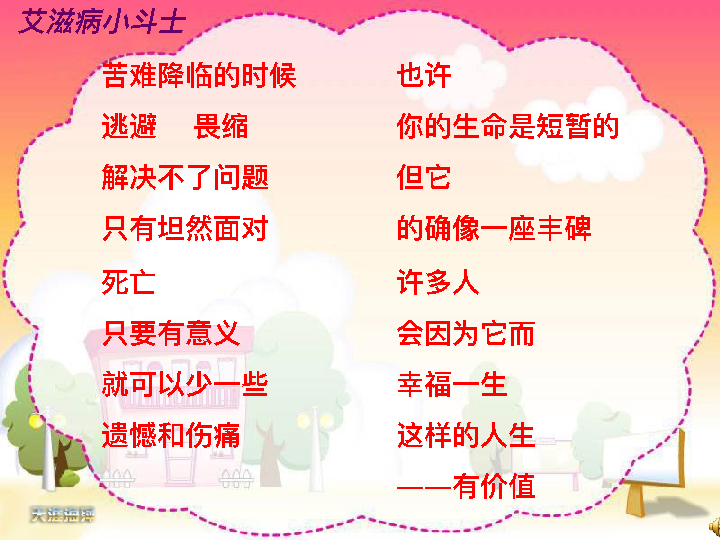 艾滋病小斗士
苦难降临的时候
逃避 畏缩
解决不了问题
只有坦然面对
死亡
只要有意义
就可以少一些
遗憾和伤痛
也许
你的生命是短暂的
但它
的确像一座丰碑
许多人
会因为它而
幸福一生
这样的人生
——有价值